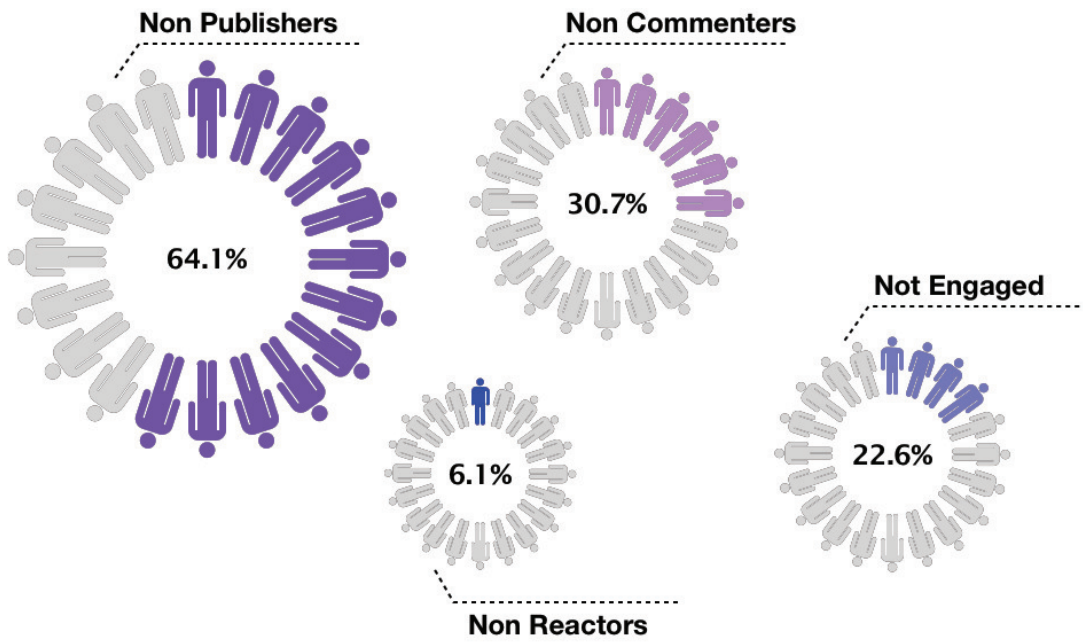 Non Publishers
64.1%
Non Commenters
30.7%
Not Engaged
22.6%
6.1%
Non Reactors